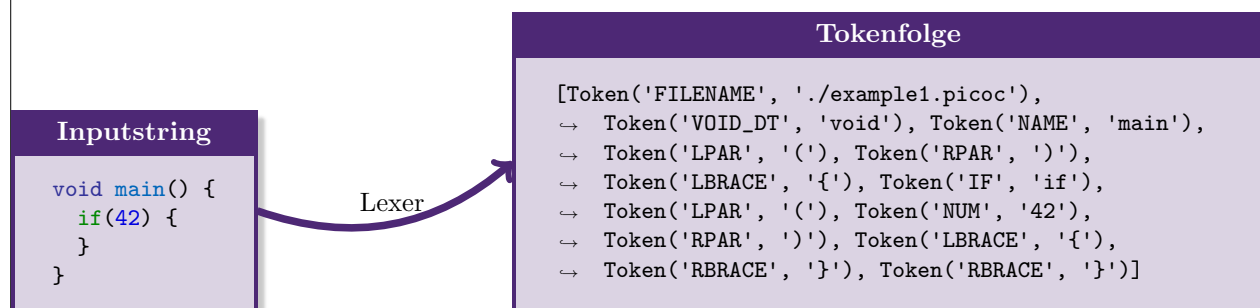 Inputstring
void main() {
  if(42) {
  }
}
Lexer
Tokenfolge
[Token('FILENAME', './example1.picoc'),
↪ Token('VOID_DT', 'void'), Token('NAME', 'main'),
↪ Token('LPAR', '('), Token('RPAR', ')'),
↪ Token('LBRACE', '{'), Token('IF', 'if'),
↪ Token('LPAR', '('), Token('NUM', '42'),
↪ Token('RPAR', ')'), Token('LBRACE', '{'),
↪ Token('RBRACE', '}'), Token('RBRACE', '}')]